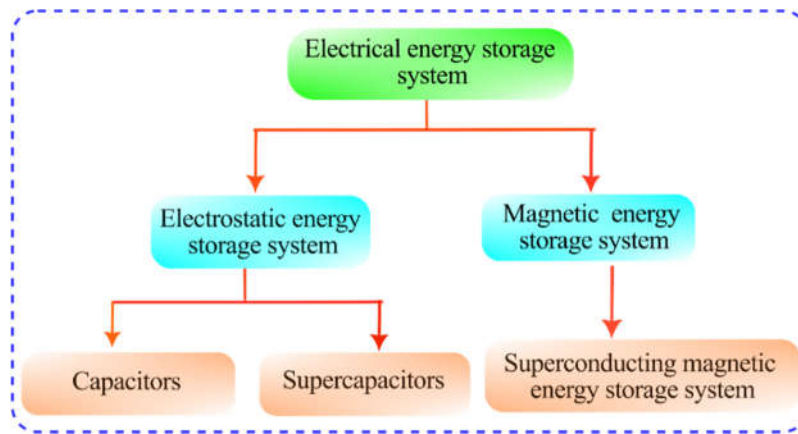 Electrical energy storage
system
Electrostatic energy
storage system
Magnetic energy
storage system
Capacitors
Supercapacitors
Superconducting magnetic
energy storage system